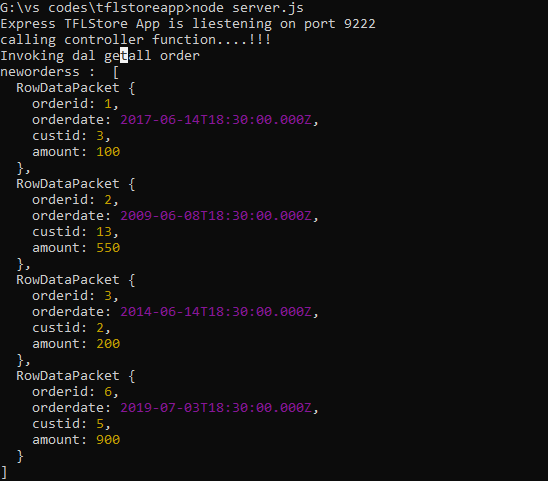 G:\vs codes\tflstoreapp>node server.js
Express TFLStore App is liestening on port 9222
calling controller function....!!!
Invoking dal getall order
neworderss :  [
  RowDataPacket {
    orderid: 1,
    orderdate: 2017-06-14T18:30:00.000Z,
    custid: 3,
    amount: 100
  },
  RowDataPacket {
    orderid: 2,
    orderdate: 2009-06-08T18:30:00.000Z,
    custid: 13,
    amount: 550
  },
  RowDataPacket {
    orderid: 3,
    orderdate: 2014-06-14T18:30:00.000Z,
    custid: 2,
    amount: 200
  },
  RowDataPacket {
    orderid: 6,
    orderdate: 2019-07-03T18:30:00.000Z,
    custid: 5,
    amount: 900
  }
]